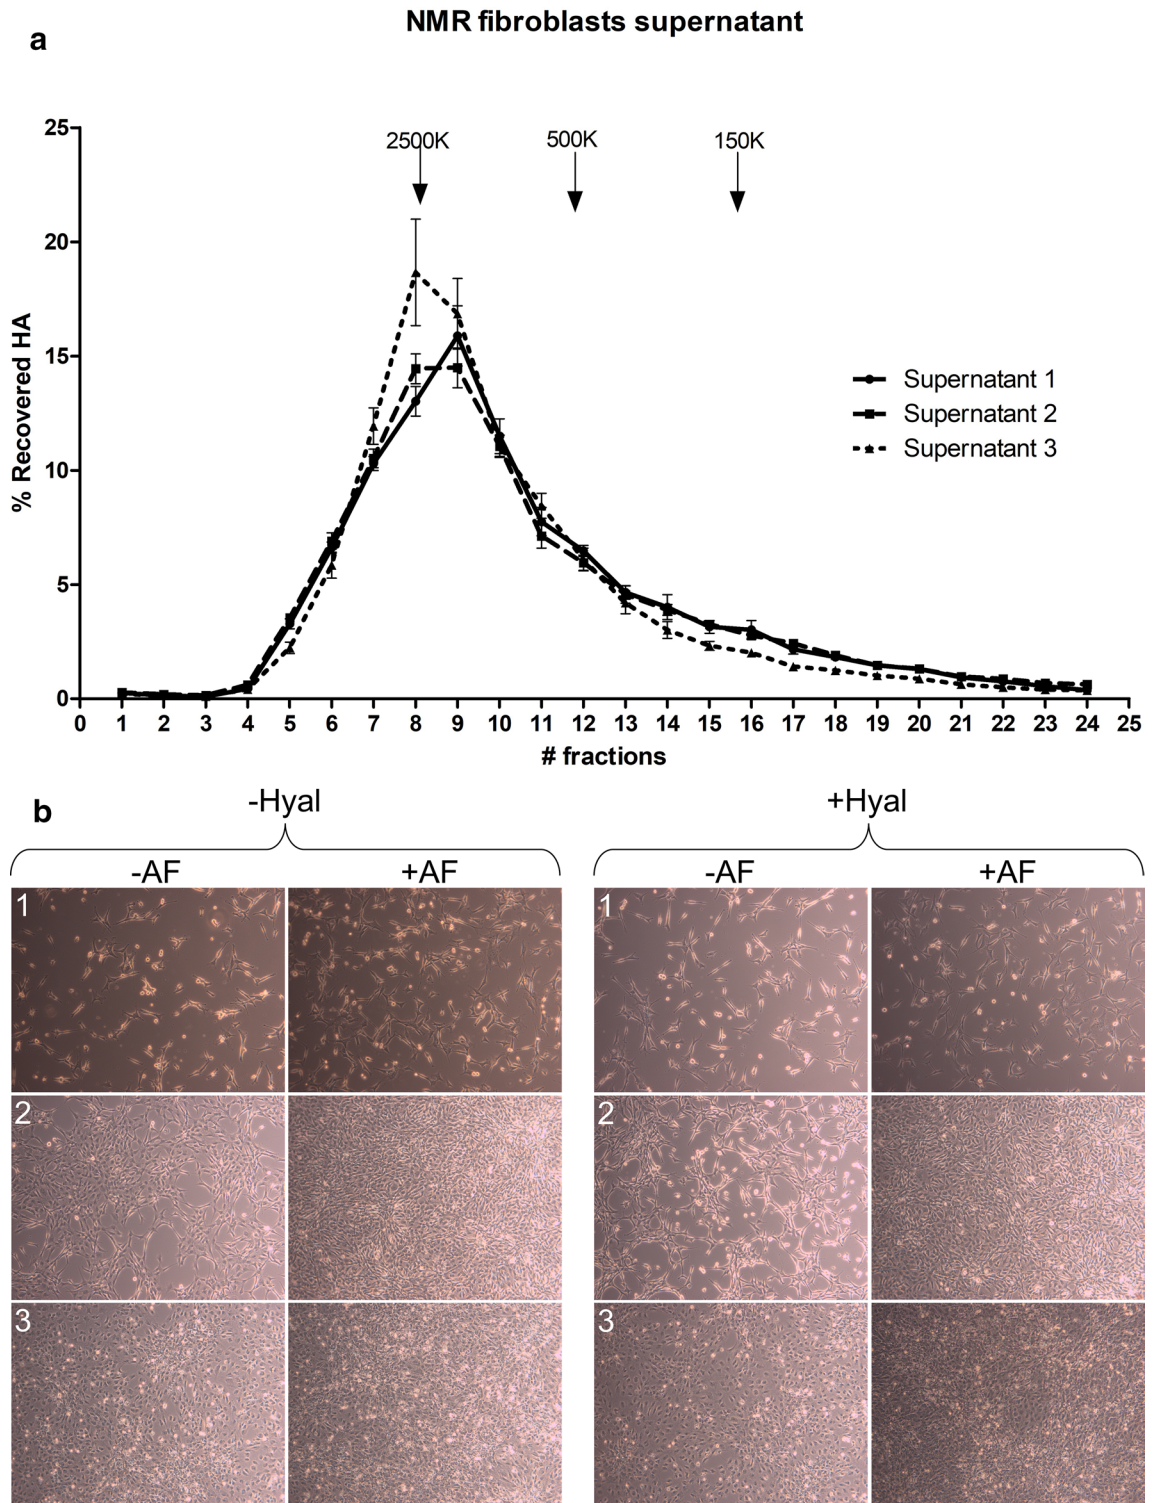 NMR fibroblasts supernatant
a
25
20
15
10
5
0
% Recovered HA
2500K
500K
150K
Supernatant 1
Supernatant 2
Supernatant 3
0 1 2 3 4 5 6 7 8 9 10 11 12 13 14 15 16 17 18 19 20 21 22 23 24 25
# fractions
b
-Hyal
+Hyal
-AF
+AF
-AF
+AF
1
1
2
2
3
3